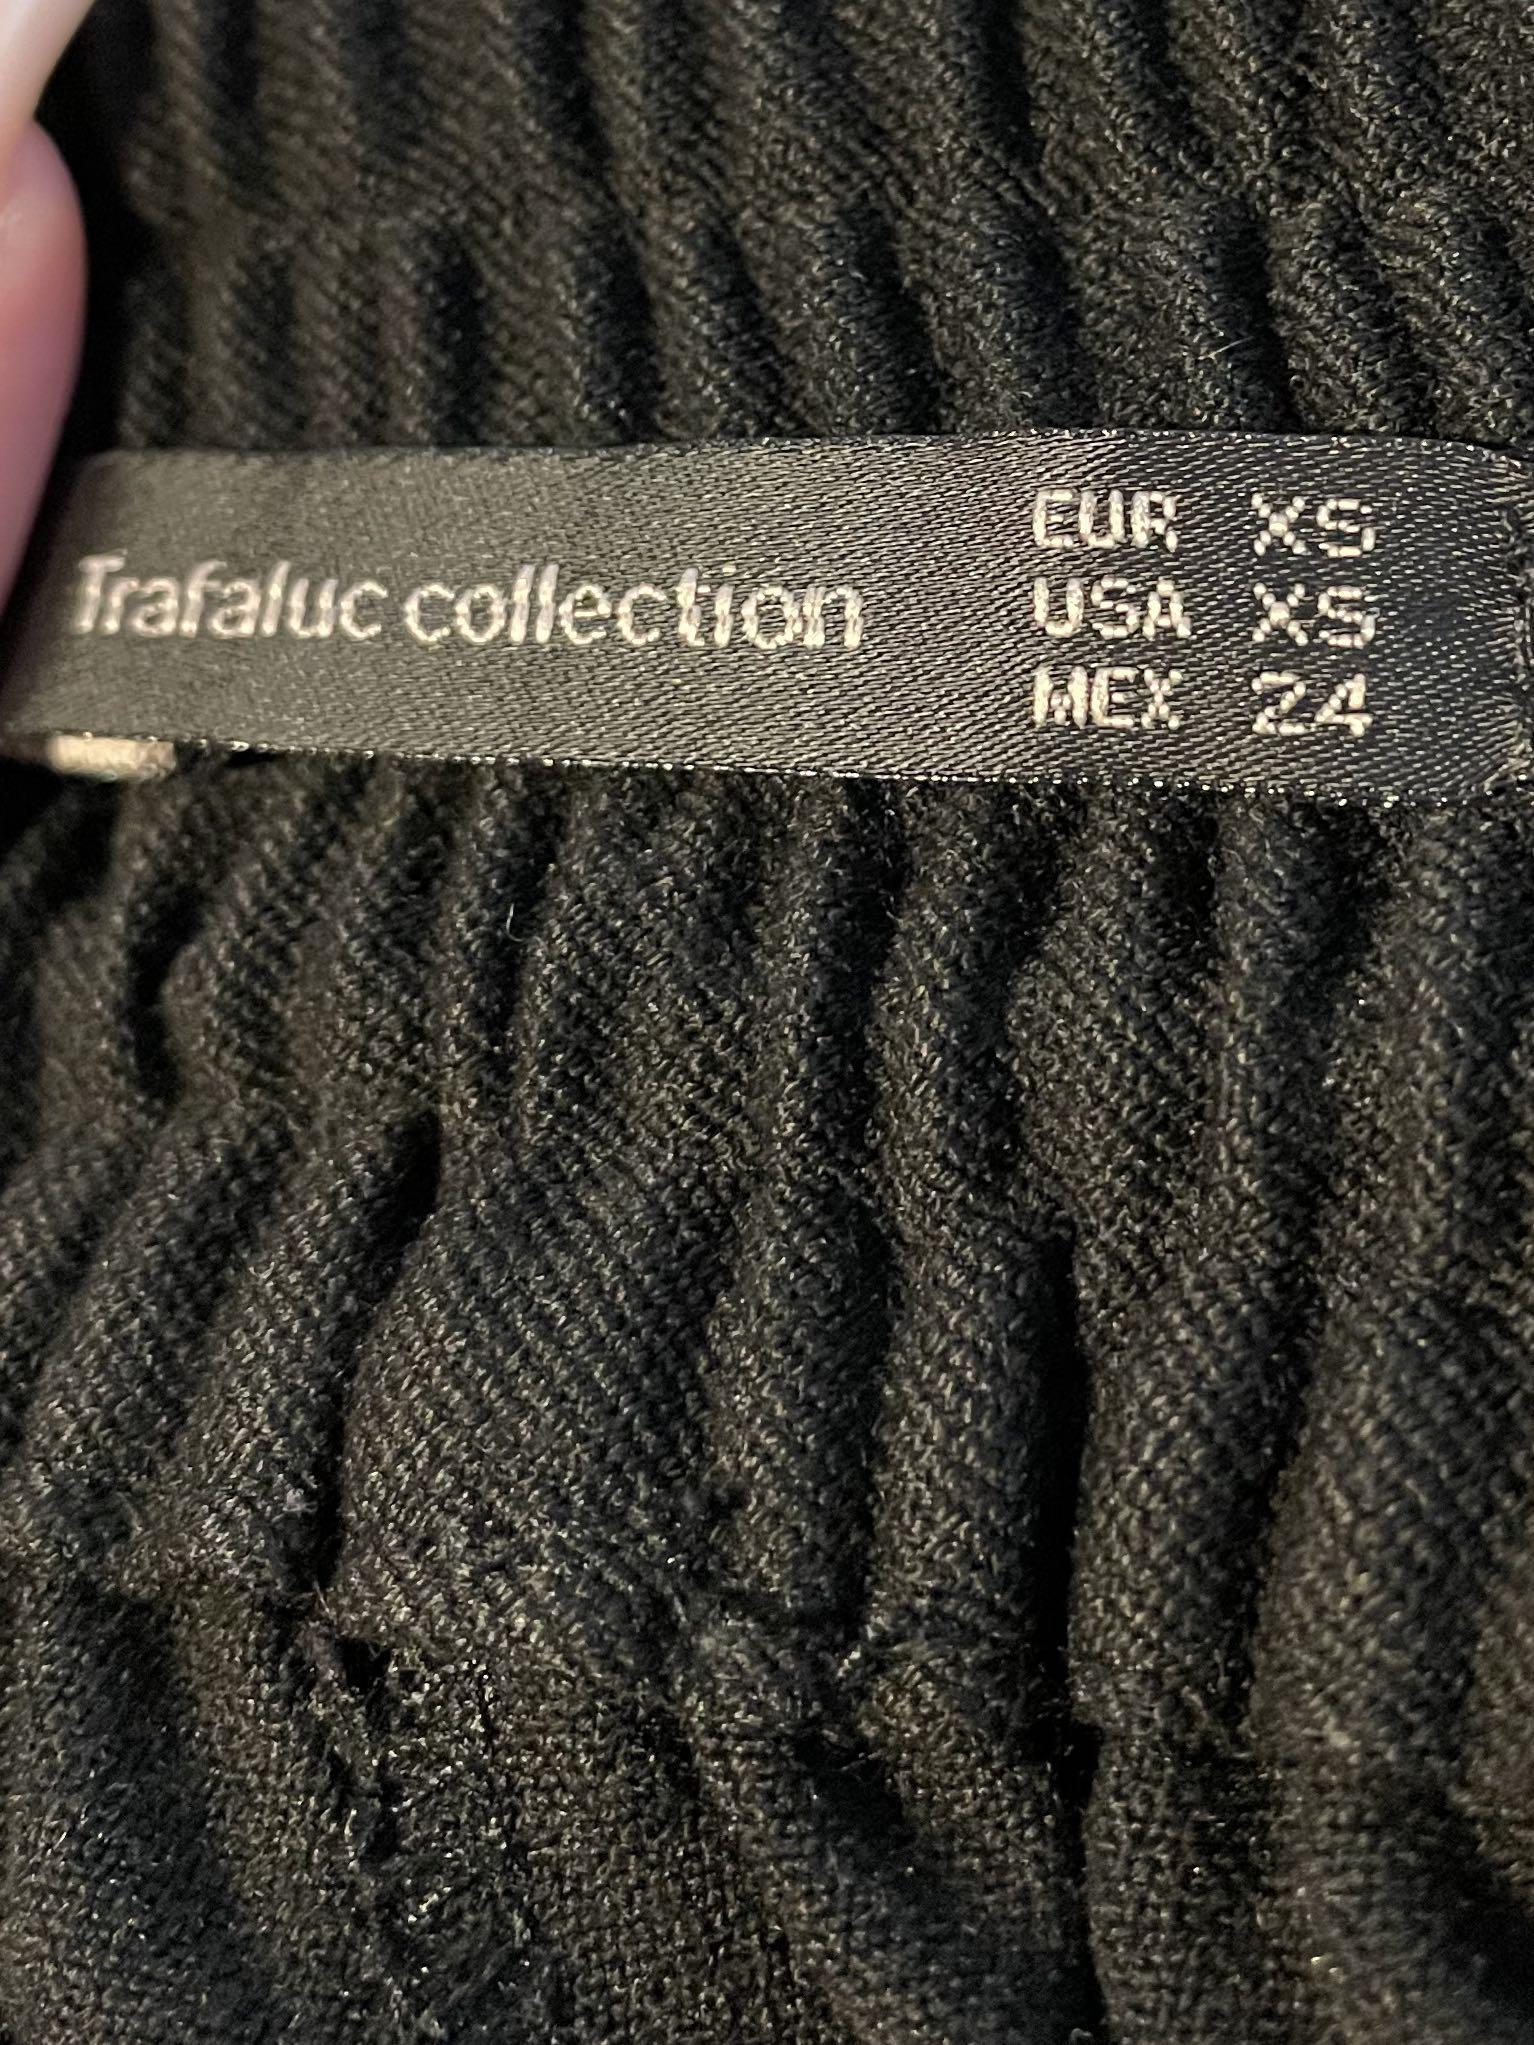 Trafaluc collection
EUR XS
USA XS
MEX 24